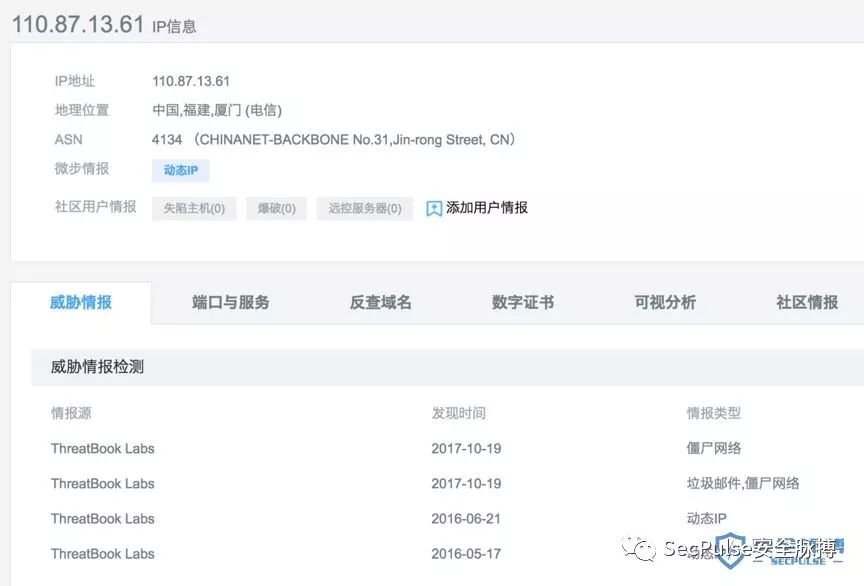 110.87.13.61 IP信息
IP地址 110.87.13.61
地理位置 中国,福建,厦门 (电信)
ASN 4134 （CHINANET-BACKBONE No.31,Jin-rong Street, CN）
微步情报 动态IP
社区用户情报 失陷主机(0) 爆破(0) 远控服务器(0) 添加用户情报
威胁情报 端口与服务 反查域名 数字证书 可视分析 社区情报
威胁情报检测
情报源 发现时间 情报类型
ThreatBook Labs 2017-10-19 僵尸网络
ThreatBook Labs 2017-10-19 垃圾邮件,僵尸网络
ThreatBook Labs 2016-06-21 动态IP
ThreatBook Labs 2016-05-17
SecPulse安全脉搏
SECPULSE